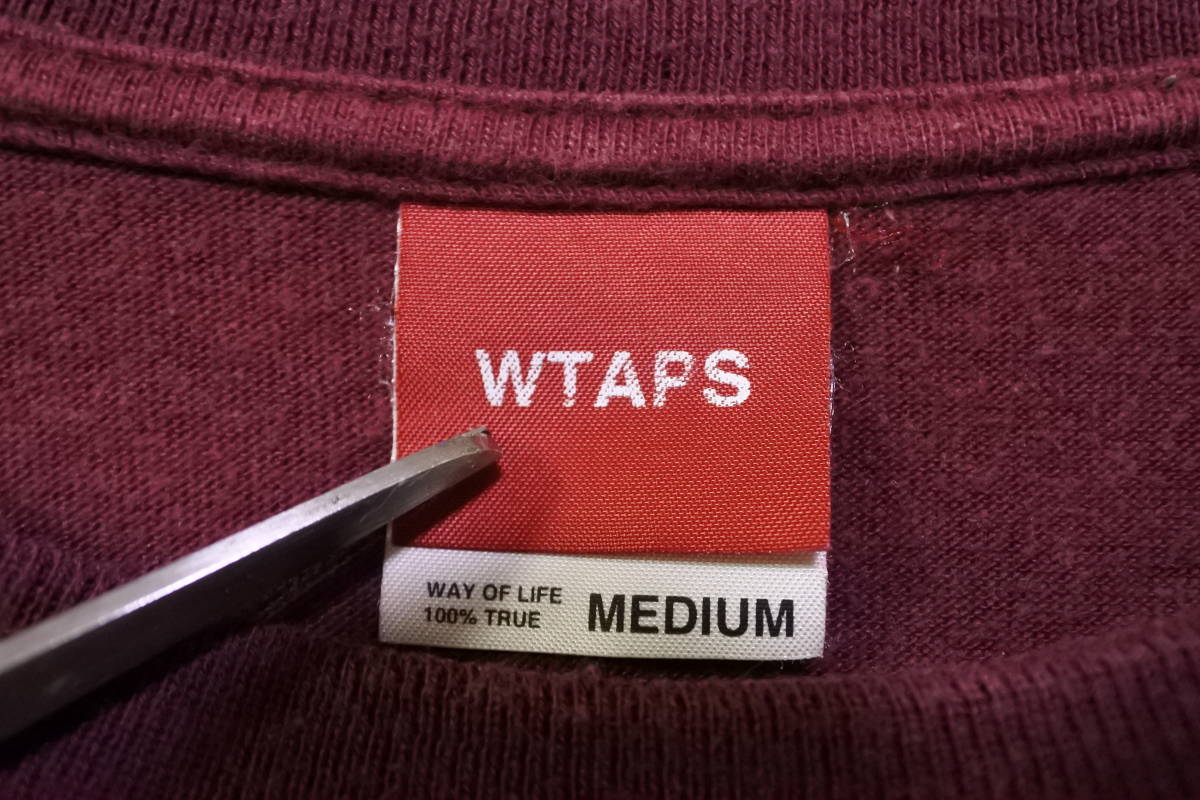 WTAPS
WAY OF LIFE
100% TRUE
MEDIUM